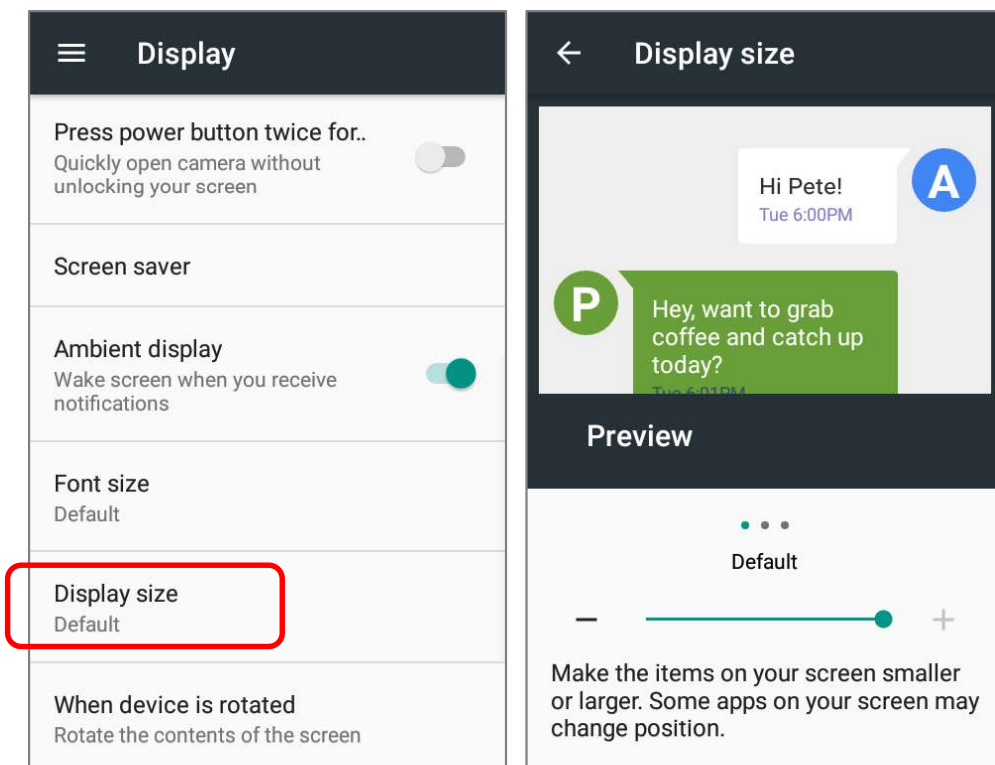 Display
Press power button twice for..
Quickly open camera without
unlocking your screen
Screen saver
Ambient display
Wake screen when you receive
notifications
Font size
Default
Display size
Default
When device is rotated
Rotate the contents of the screen
Display size
Hi Pete!
Tue 6:00PM
A
P
Hey, want to grab
coffee and catch up
today?
Tue 6:01PM
Preview
Default
Make the items on your screen smaller
or larger. Some apps on your screen may
change position.